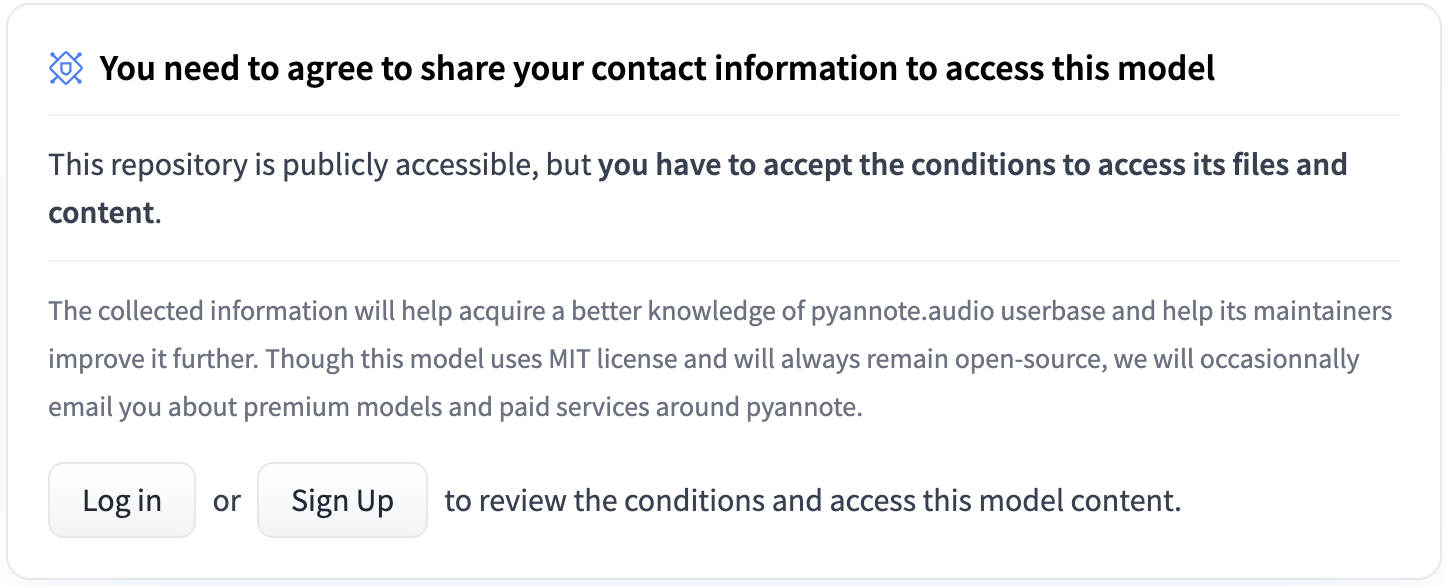 You need to agree to share your contact information to access this model
This repository is publicly accessible, but you have to accept the conditions to access its files and
content.
The collected information will help acquire a better knowledge of pyannote.audio userbase and help its maintainers
improve it further. Though this model uses MIT license and will always remain open-source, we will occasionnally
email you about premium models and paid services around pyannote.
Log in or Sign Up to review the conditions and access this model content.